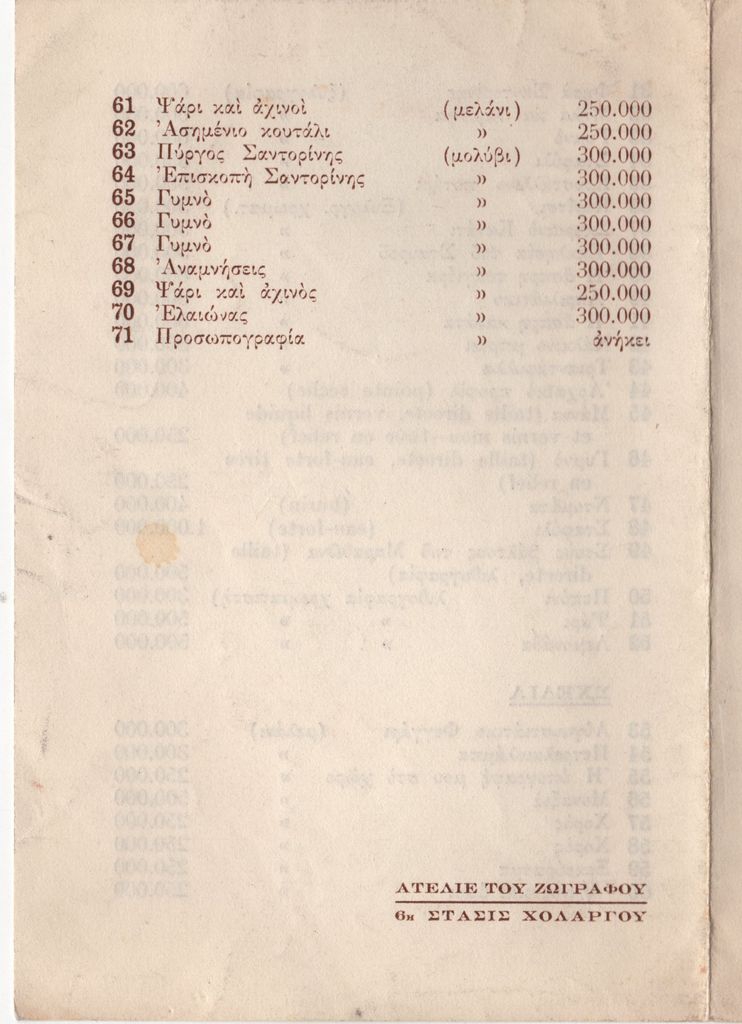 61 Ψάρι καὶ ἀχινοὶ (μελάνι) 250.000
62 Ἀσημένιο κουτάλι » 250.000
63 Πύργος Σαντορίνης (μολύβι) 300.000
64 Ἐπισκοπὴ Σαντορίνης » 300.000
65 Γυμνὸ » 300.000
66 Γυμνὸ » 300.000
67 Γυμνὸ » 300.000
68 Ἀναμνήσεις » 300.000
69 Ψάρι καὶ ἀχινὸς » 250.000
70 Ἐλαιώνας » 300.000
71 Προσωπογραφία » ἀνήκει
ΑΤΕΛΙΕ ΤΟΥ ΖΩΓΡΑΦΟΥ
6η ΣΤΑΣΙΣ ΧΟΛΑΡΓΟΥ